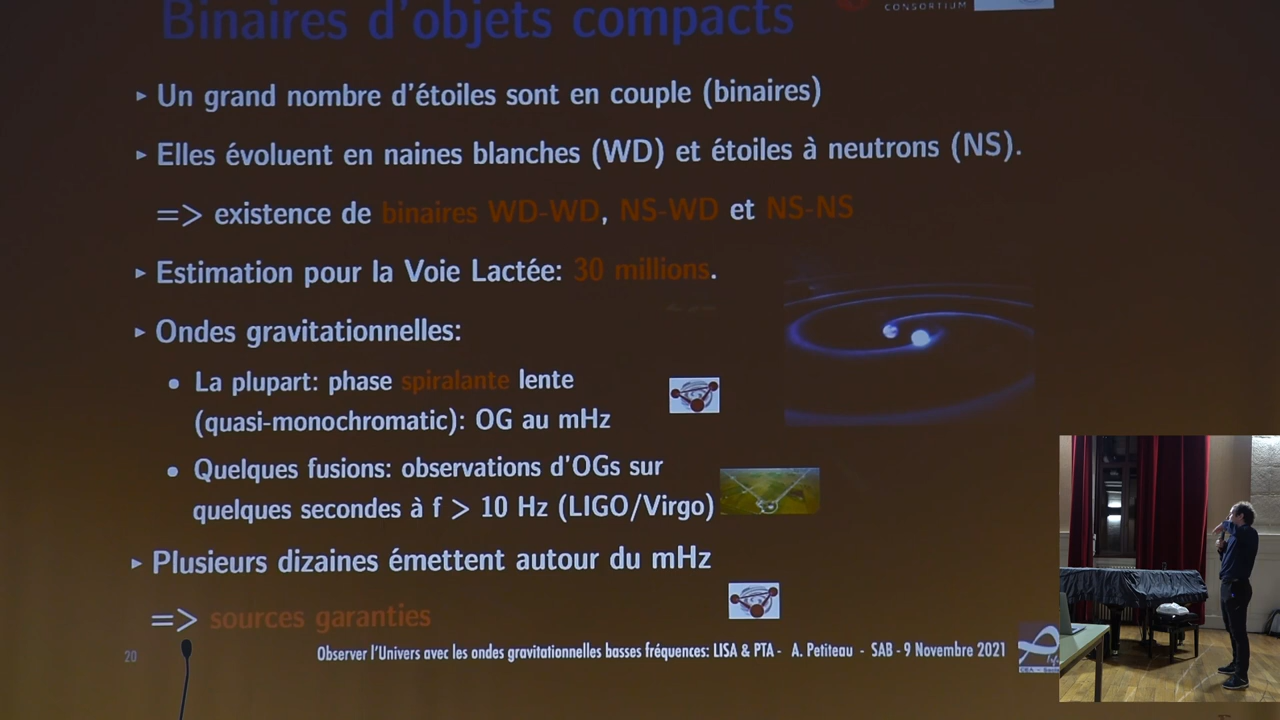 Binaires d'objets compacts
CONSORTIUM
▸ Un grand nombre d'étoiles sont en couple (binaires)
▸ Elles évoluent en naines blanches (WD) et étoiles à neutrons (NS).
=> existence de binaires WD-WD, NS-WD et NS-NS
▸ Estimation pour la Voie Lactée: 30 millions.
▸ Ondes gravitationnelles:
• La plupart: phase spiralante lente
(quasi-monochromatic): OG au mHz
• Quelques fusions: observations d'OGs sur
quelques secondes à f > 10 Hz (LIGO/Virgo)
▸ Plusieurs dizaines émettent autour du mHz
=> sources garanties
20
Observer l'Univers avec les ondes gravitationnelles basses fréquences: LISA & PTA - A. Petiteau - SAB - 9 Novembre 2021